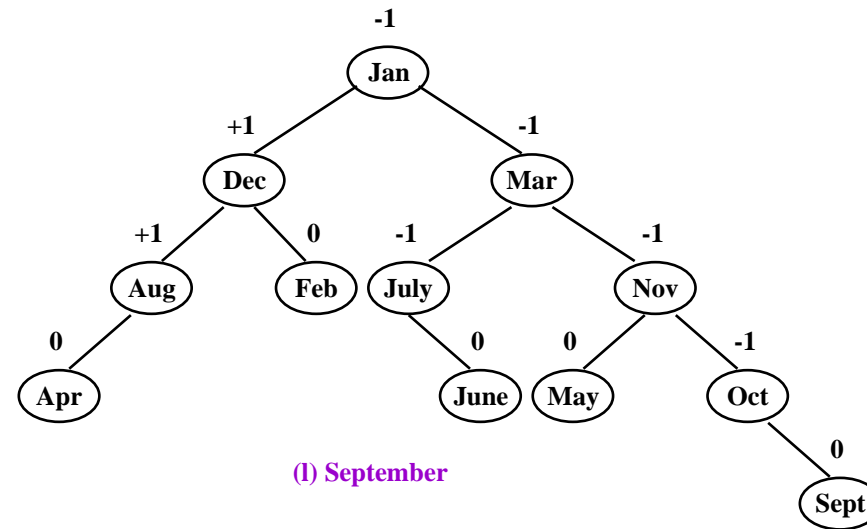 -1
Jan
+1 -1
Dec Mar
+1 0 -1 -1
Aug Feb July Nov
0 0 0 -1
Apr June May Oct
0
(l) September
Sept